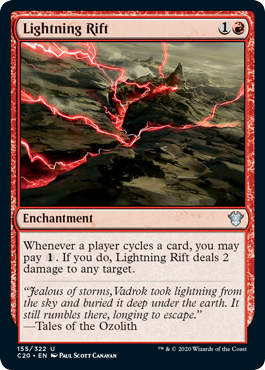 Lightning Rift 1
Enchantment
Whenever a player cycles a card, you may
pay 1. If you do, Lightning Rift deals 2
damage to any target.
“Jealous of storms, Vadrok took lightning from
the sky and buried it deep under the earth. It
still rumbles there, longing to escape.”
—Tales of the Ozolith
155/322 U
C20 • EN Paul Scott Canavan
™ & © 2020 Wizards of the Coast